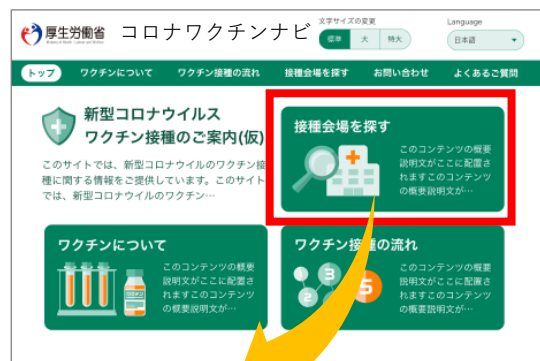 厚生労働省 コロナワクチンナビ
文字サイズの変更
標準 大 特大
Language
日本語
トップ ワクチンについて ワクチン接種の流れ 接種会場を探す お問い合わせ よくあるご質問
新型コロナウイルス
ワクチン接種のご案内(仮)
このサイトでは、新型コロナウイルのワクチン接
種に関する情報をご提供しています。このサイト
では、新型コロナウイルのワクチン…
接種会場を探す
このコンテンツの概要
説明文がここに配置さ
れますこのコンテンツ
の概要説明文が…
ワクチンについて
このコンテンツの概要
説明文がここに配置さ
れますこのコンテンツ
の概要説明文が…
ワクチン接種の流れ
3
5
このコンテンツの概要
説明文がここに配置さ
れますこのコンテンツ
の概要説明文が…